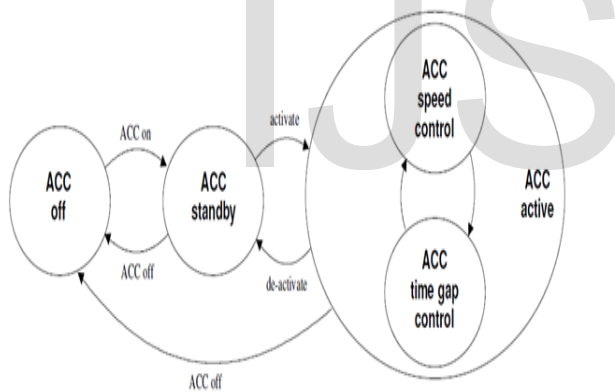 IJS
ACC
off
ACC on
ACC off
ACC
standby
activate
de-activate
ACC
speed
control
ACC
active
ACC
time gap
control
ACC off